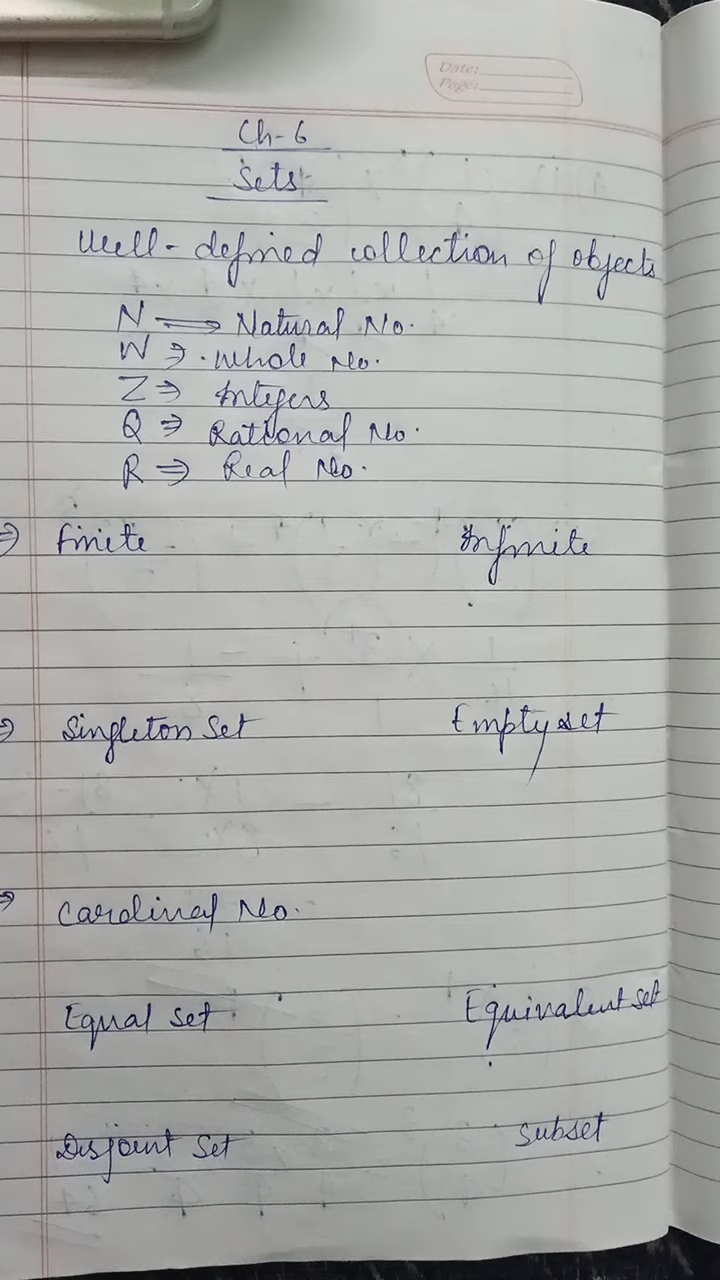 Date:
Page:
Ch-6
Sets:-
Well-defined collection of objects
N ⇒ Natural No.
W ⇒ Whole No.
Z ⇒ Integers
Q ⇒ Rational No.
R ⇒ Real No.
⇒ Finite Infinite
⇒ Singleton Set Empty set
⇒ Cardinal No.
Equal Set Equivalent Set
Disjoint Set Subset